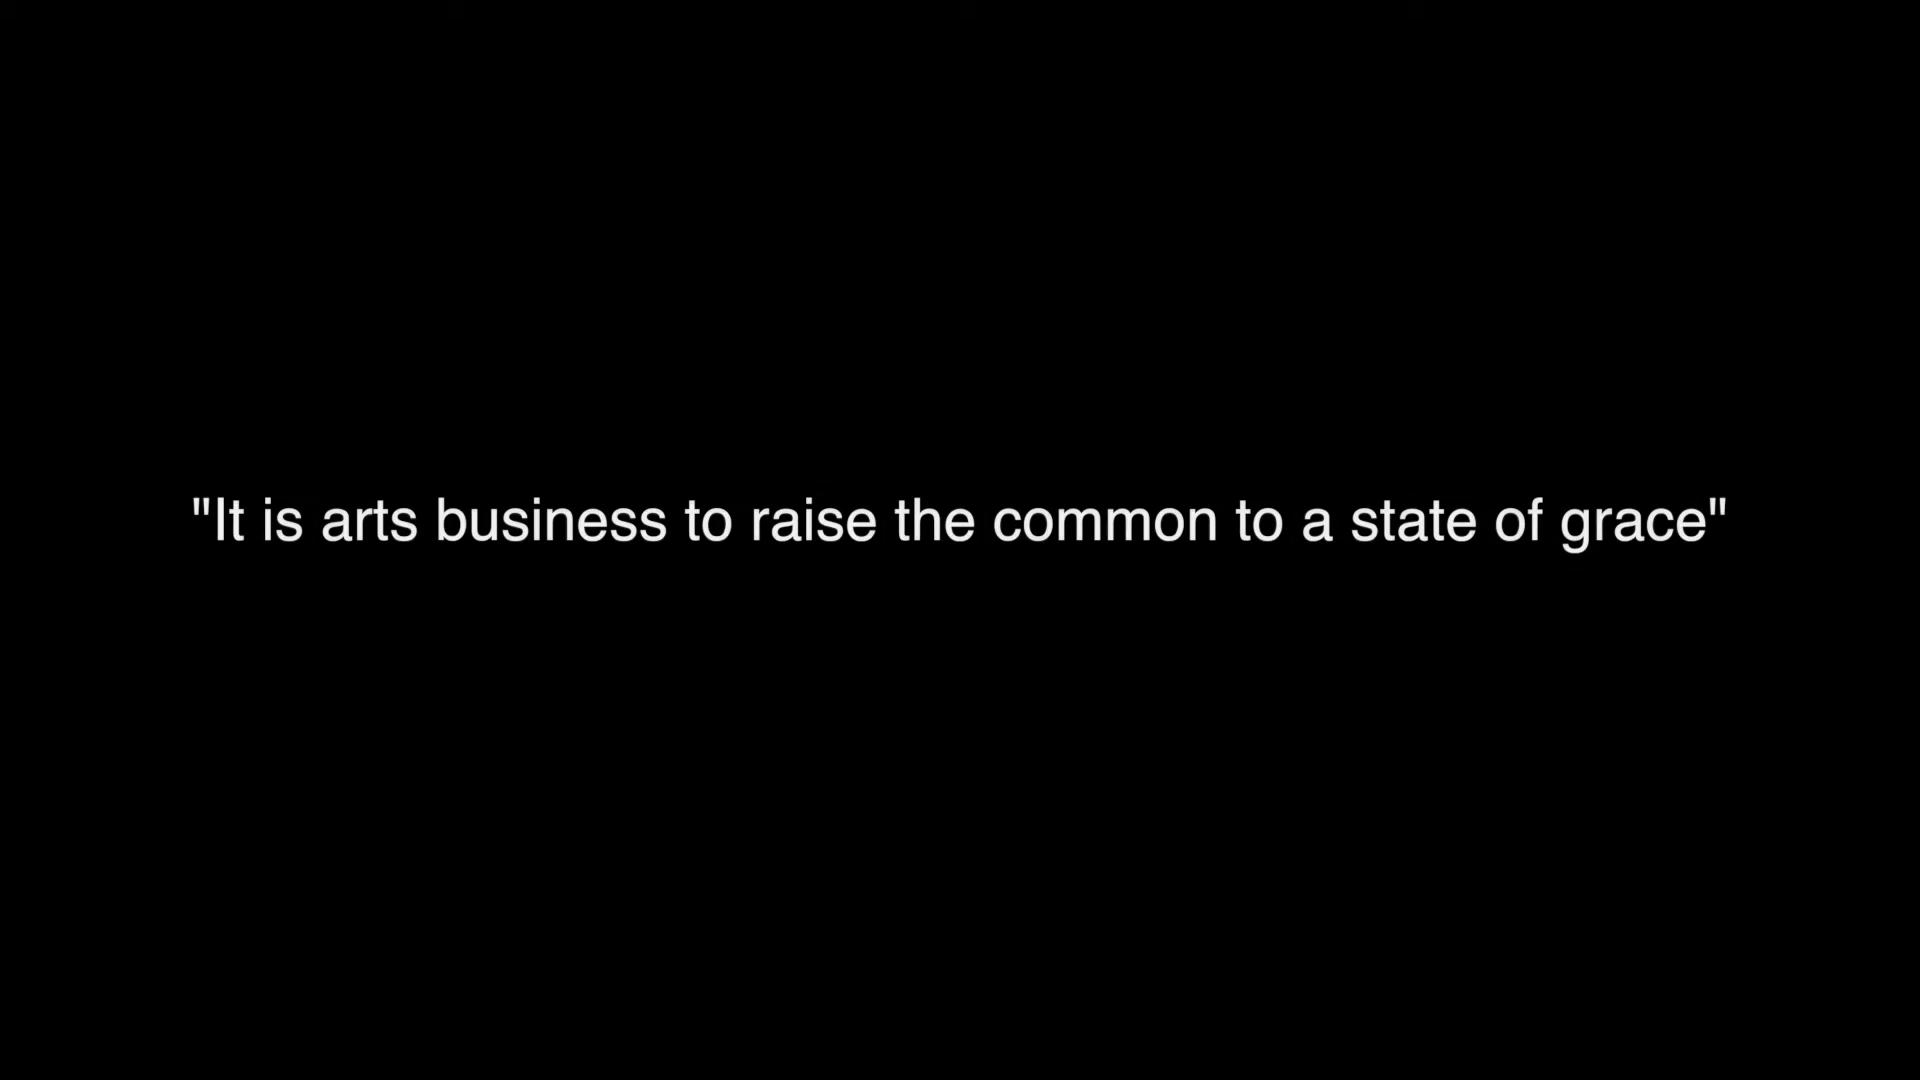 "It is arts business to raise the common to a state of grace"